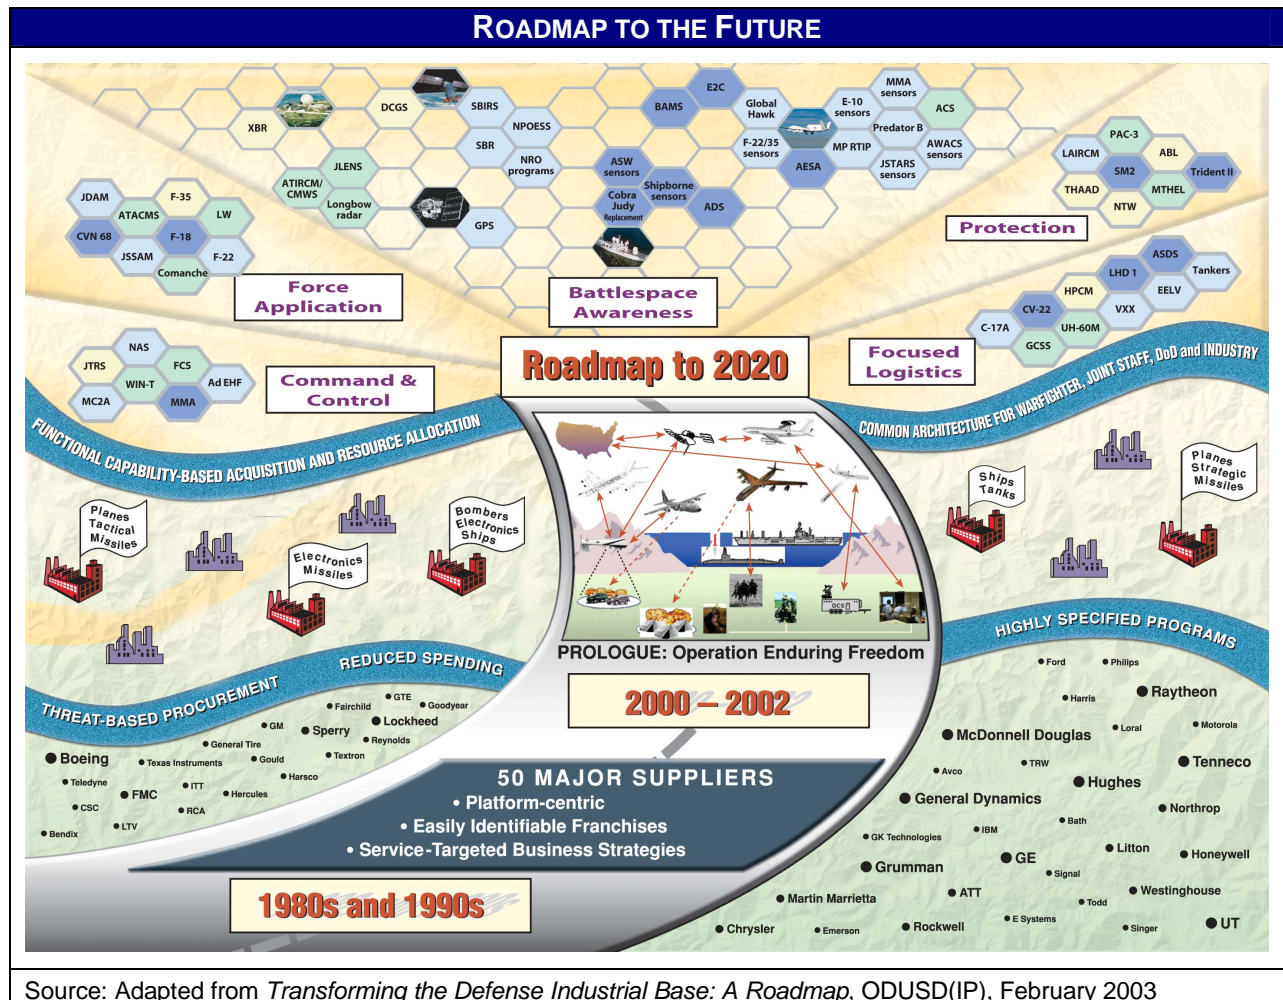 ROADMAP TO THE FUTURE
XBR
DCGS
SBIRS
NPOESS
SBR
NRO
programs
JLENS
ATIRCM/
CMWS
Longbow
radar
GPS
BAMS
E2C
Global
Hawk
F-22/35
sensors
AESA
E-10
sensors
MP RTIP
MMA
sensors
Predator B
JSTARS
sensors
ACS
AWACS
sensors
ASW
sensors
Cobra
Judy
Replacement
Shipborne
sensors
ADS
JDAM
CVN 68
ATACMS
JSSAM
F-35
F-18
Comanche
LW
F-22
Force
Application
Battlespace
Awareness
PAC-3
LAIRCM
ABL
SM2
Trident II
THAAD
MTHEL
NTW
Protection
ASDS
LHD 1
Tankers
HPCM
EELV
CV-22
VXX
C-17A
UH-60M
GCSS
Focused
Logistics
NAS
JTRS
FCS
WIN-T
Ad EHF
MC2A
MMA
Command &
Control
Roadmap to 2020
FUNCTIONAL CAPABILITY-BASED ACQUISITION AND RESOURCE ALLOCATION
COMMON ARCHITECTURE FOR WARFIGHTER, JOINT STAFF, DoD and INDUSTRY
Planes
Tactical
Missiles
Electronics
Missiles
Bombers
Electronics
Ships
Ships
Tanks
Planes
Strategic
Missiles
GCS
PROLOGUE: Operation Enduring Freedom
2000 – 2002
THREAT-BASED PROCUREMENT
REDUCED SPENDING
HIGHLY SPECIFIED PROGRAMS
• GTE
• Fairchild
• Goodyear
• GM
• Sperry
• Lockheed
• General Tire
• Reynolds
• Boeing
• Texas Instruments
• Gould
• Textron
• Teledyne
• FMC
• ITT
• Harsco
• Hercules
• CSC
• RCA
• Bendix
• LTV
• Ford
• Philips
• Harris
• Raytheon
• McDonnell Douglas
• Loral
• Motorola
• Avco
• TRW
• Tenneco
• Hughes
• General Dynamics
• Northrop
• GK Technologies
• IBM
• Bath
• Litton
• Honeywell
• Grumman
• GE
• Signal
• Martin Marrietta
• ATT
• Westinghouse
• Todd
• Chrysler
• Emerson
• Rockwell
• E Systems
• Singer
• UT
50 MAJOR SUPPLIERS
• Platform-centric
• Easily Identifiable Franchises
• Service-Targeted Business Strategies
1980s and 1990s
Source: Adapted from Transforming the Defense Industrial Base: A Roadmap, ODUSD(IP), February 2003